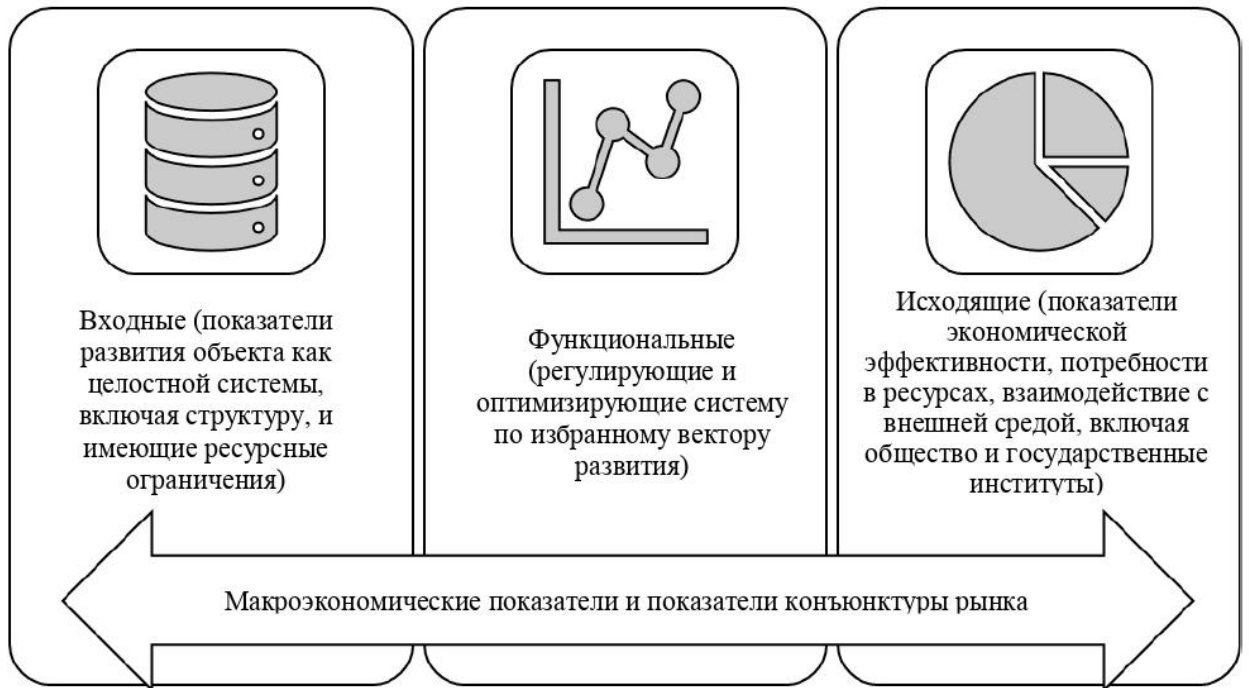 Входные (показатели
развития объекта как
целостной системы,
включая структуру, и
имеющие ресурсные
ограничения)
Функциональные
(регулирующие и
оптимизирующие систему
по избранному вектору
развития)
Исходящие (показатели
экономической
эффективности, потребности
в ресурсах, взаимодействие с
внешней средой, включая
общество и государственные
институты)
Макроэкономические показатели и показатели конъюнктуры рынка